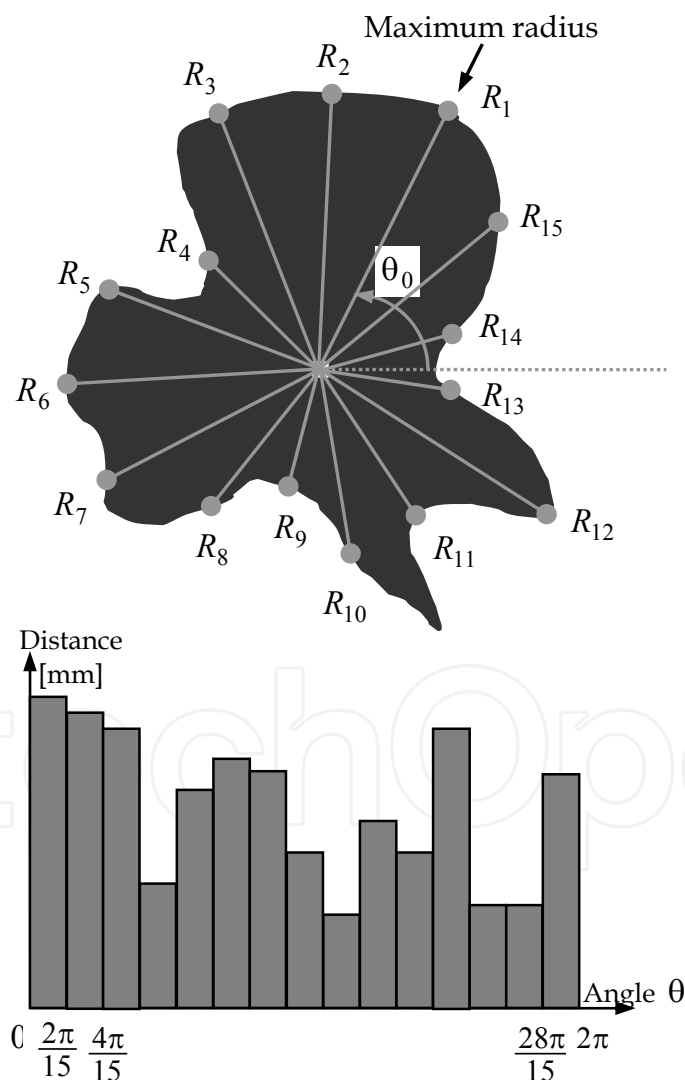 Maximum radius
R2
R3
R1
R15
R4
θ0
R5
R14
R6
R13
R7
R12
R9
R8
R11
R10
Distance
[mm]
Angle θ
0 2π/15 4π/15 28π/15 2π